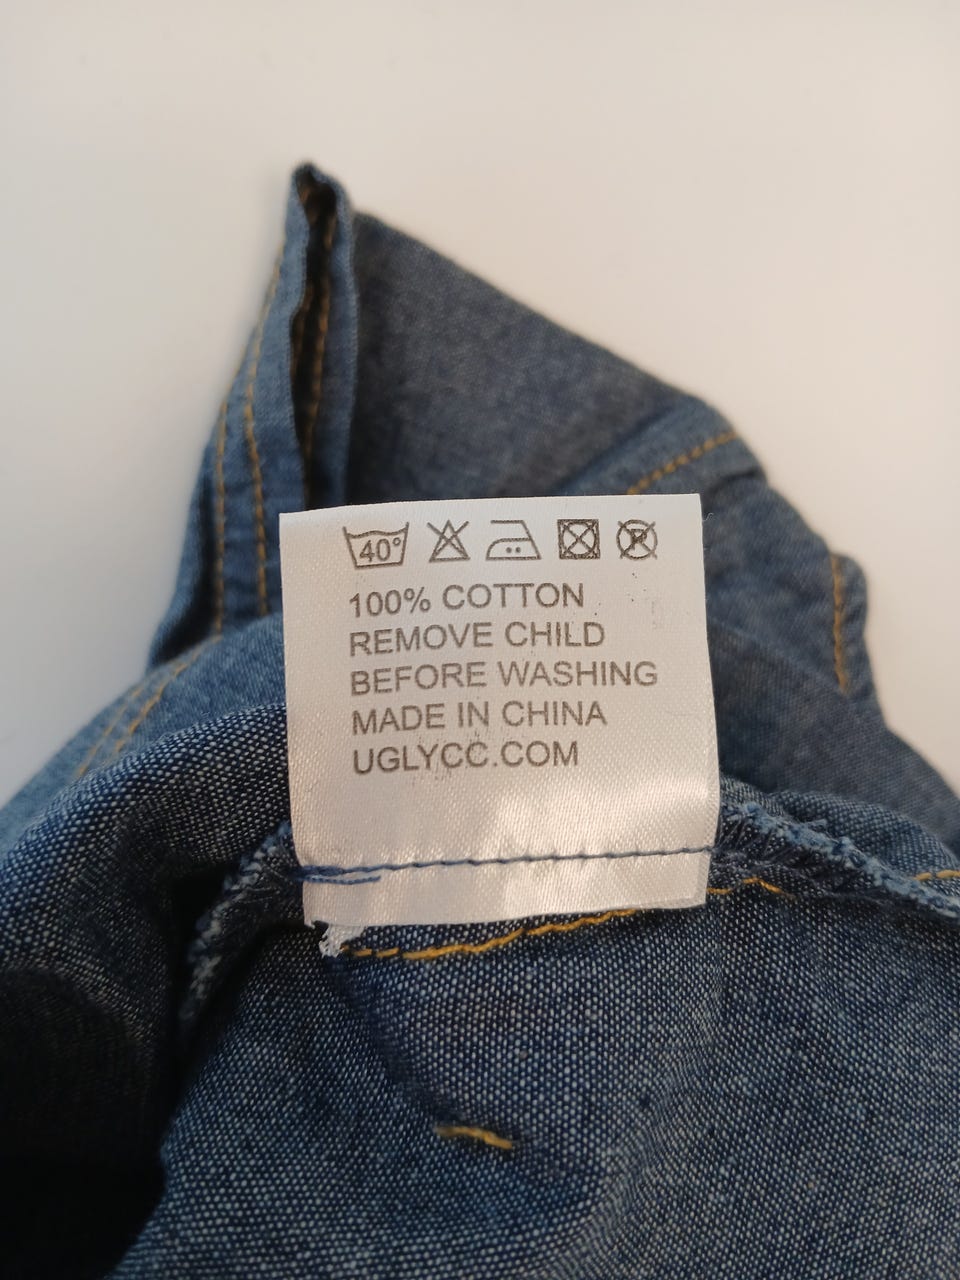 40°
P
100% COTTON
REMOVE CHILD
BEFORE WASHING
MADE IN CHINA
UGLYCC.COM